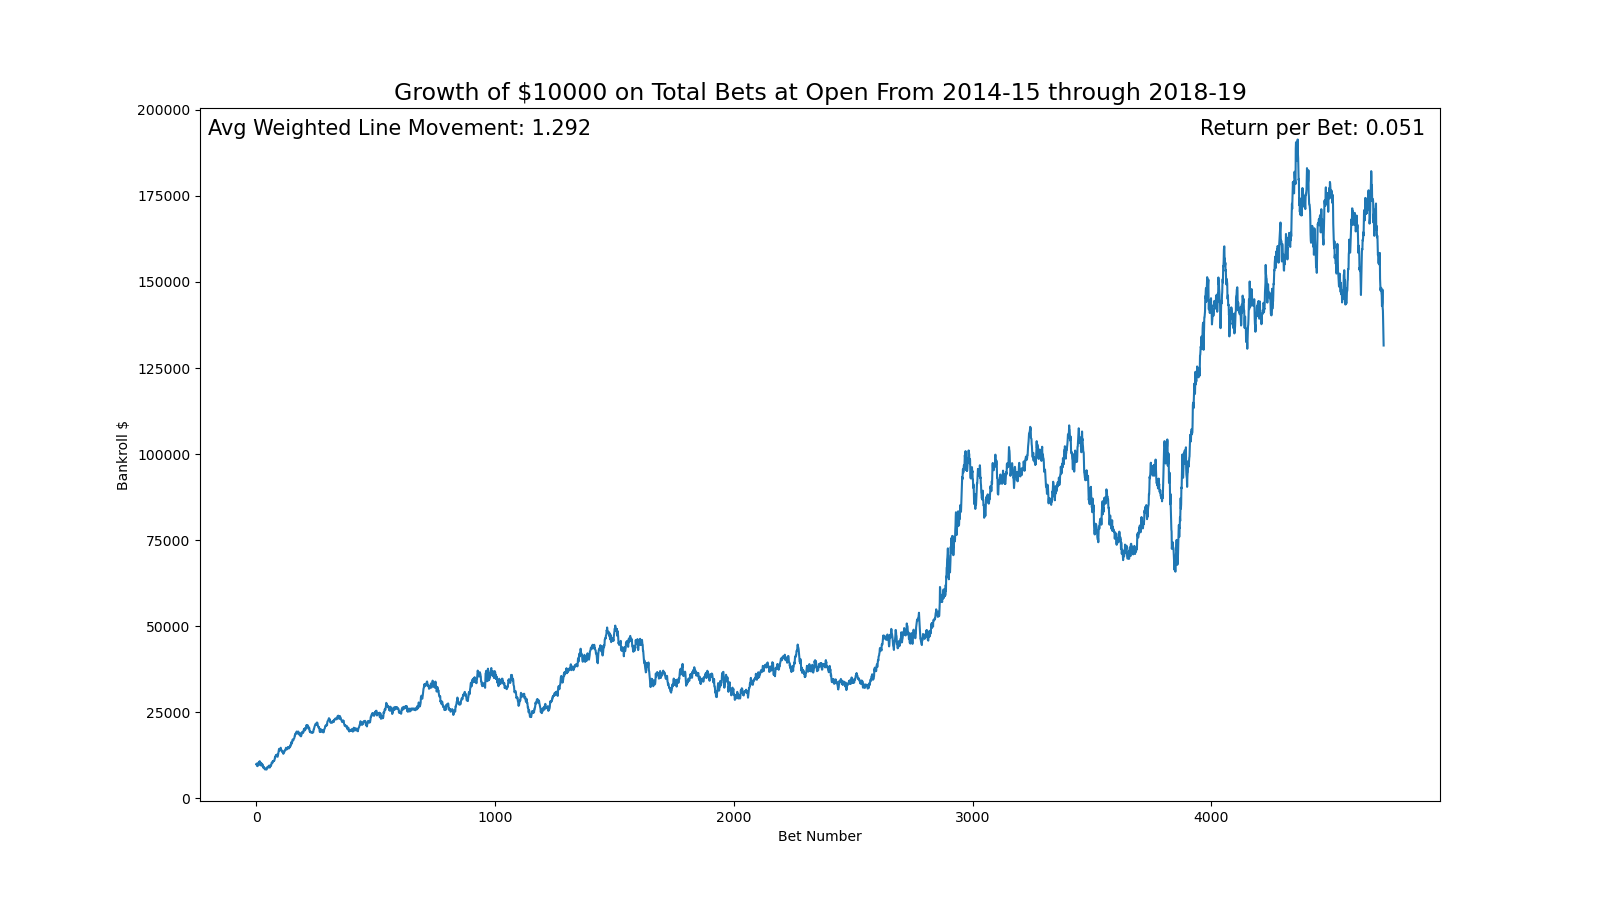 Growth of $10000 on Total Bets at Open From 2014-15 through 2018-19
Avg Weighted Line Movement: 1.292
Return per Bet: 0.051
200000
175000
150000
125000
100000
75000
50000
25000
0
Bankroll $
0
1000
2000
3000
4000
Bet Number